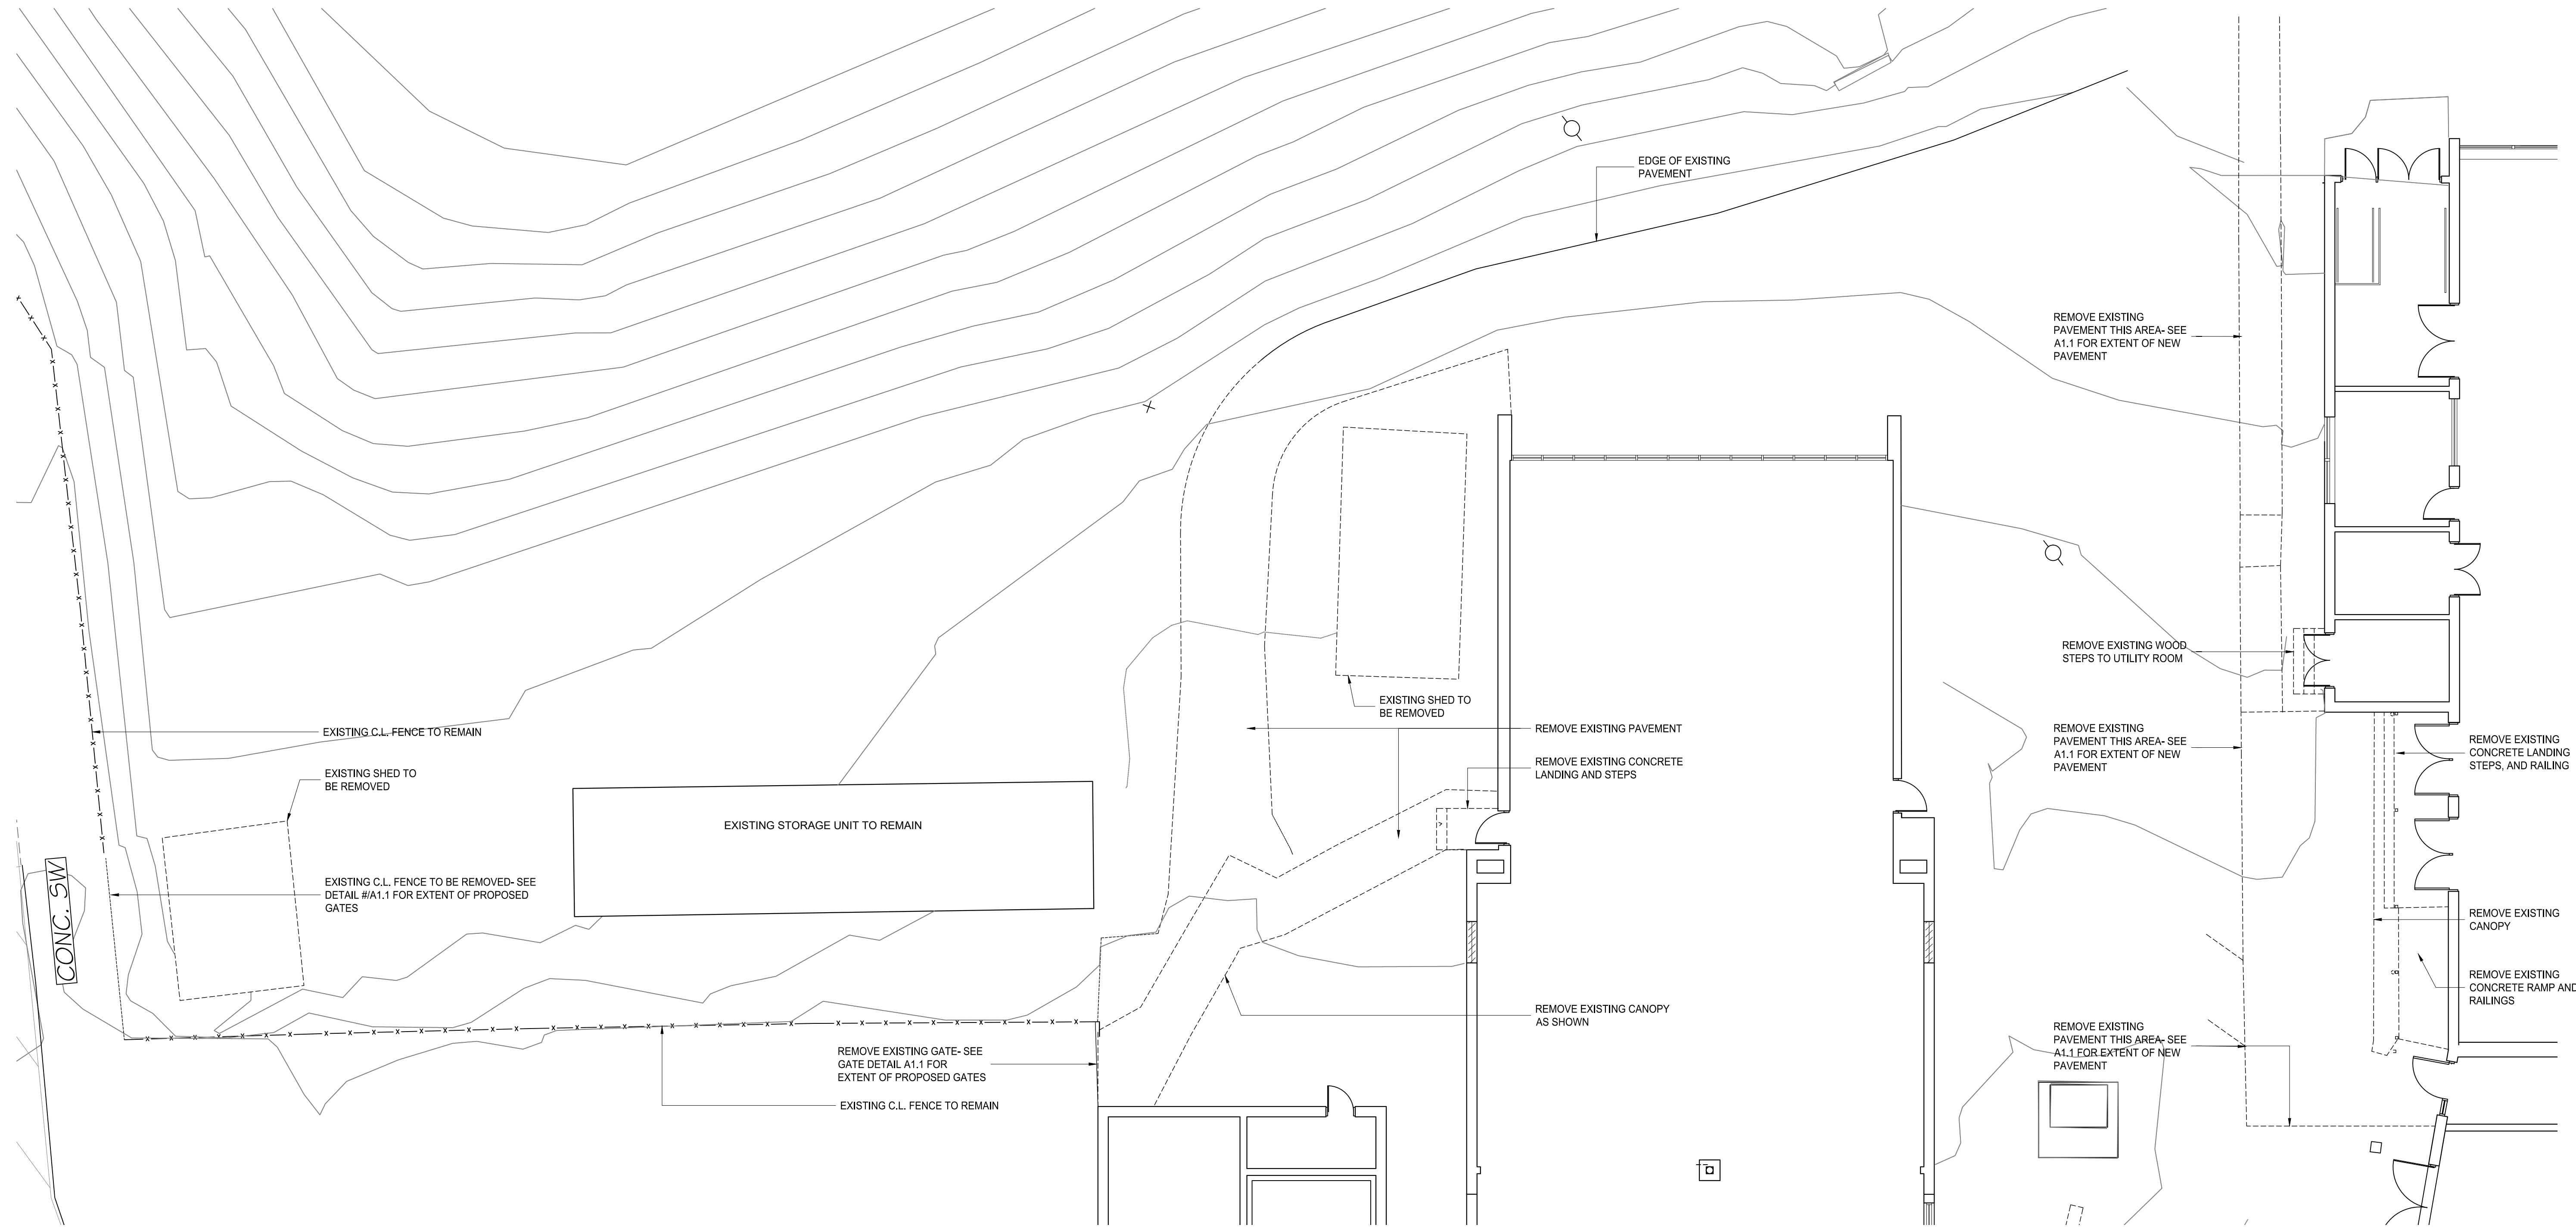 EDGE OF EXISTING
PAVEMENT
REMOVE EXISTING
PAVEMENT THIS AREA- SEE
A1.1 FOR EXTENT OF NEW
PAVEMENT
REMOVE EXISTING WOOD
STEPS TO UTILITY ROOM
EXISTING SHED TO
BE REMOVED
EXISTING C.L. FENCE TO REMAIN
REMOVE EXISTING PAVEMENT
REMOVE EXISTING
PAVEMENT THIS AREA- SEE
A1.1 FOR EXTENT OF NEW
PAVEMENT
REMOVE EXISTING
CONCRETE LANDING
STEPS, AND RAILING
EXISTING SHED TO
BE REMOVED
REMOVE EXISTING CONCRETE
LANDING AND STEPS
EXISTING STORAGE UNIT TO REMAIN
EXISTING C.L. FENCE TO BE REMOVED- SEE
DETAIL #/A1.1 FOR EXTENT OF PROPOSED
GATES
CONC. SW
REMOVE EXISTING
CANOPY
REMOVE EXISTING
CONCRETE RAMP AND
RAILINGS
REMOVE EXISTING CANOPY
AS SHOWN
REMOVE EXISTING
PAVEMENT THIS AREA- SEE
A1.1 FOR EXTENT OF NEW
PAVEMENT
REMOVE EXISTING GATE- SEE
GATE DETAIL A1.1 FOR
EXTENT OF PROPOSED GATES
EXISTING C.L. FENCE TO REMAIN